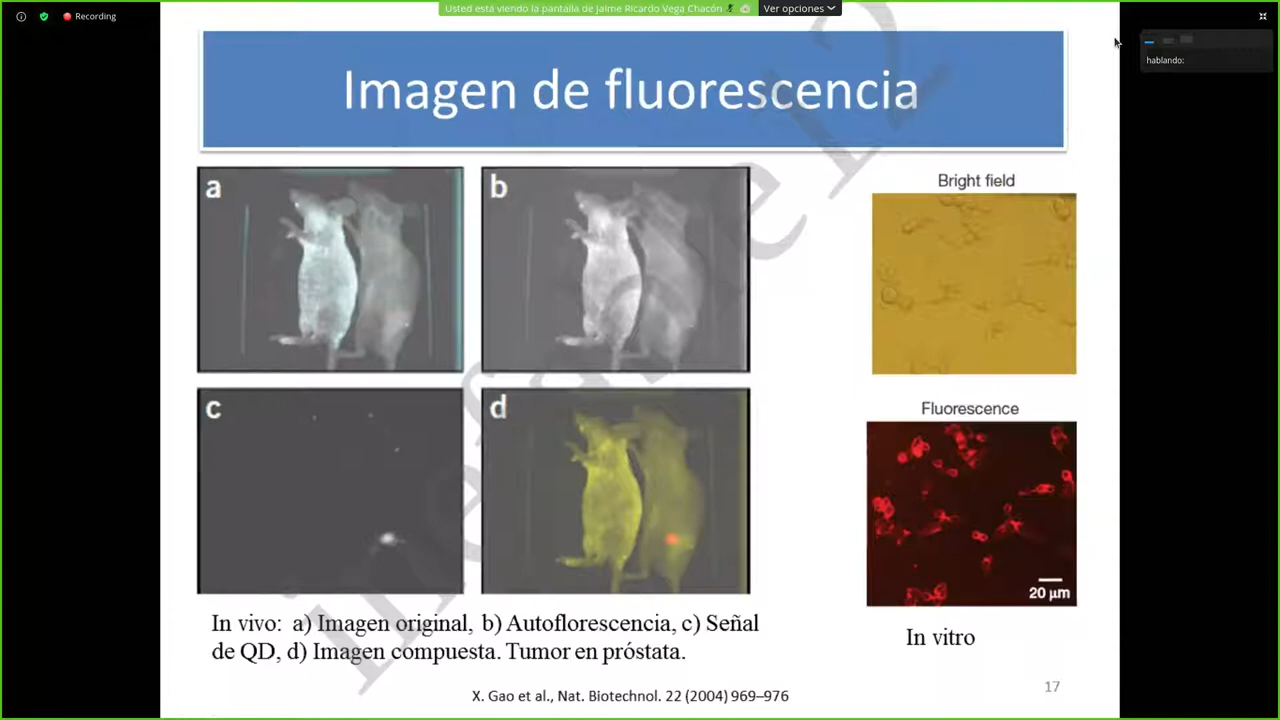 Recording
Usted está viendo la pantalla de Jaime Ricardo Vega Chacón
Ver opciones
hablando:
Imagen de fluorescencia
a
b
c
d
Bright field
Fluorescence
20 µm
In vivo: a) Imagen original, b) Autoflorescencia, c) Señal
de QD, d) Imagen compuesta. Tumor en próstata.
In vitro
X. Gao et al., Nat. Biotechnol. 22 (2004) 969–976
17